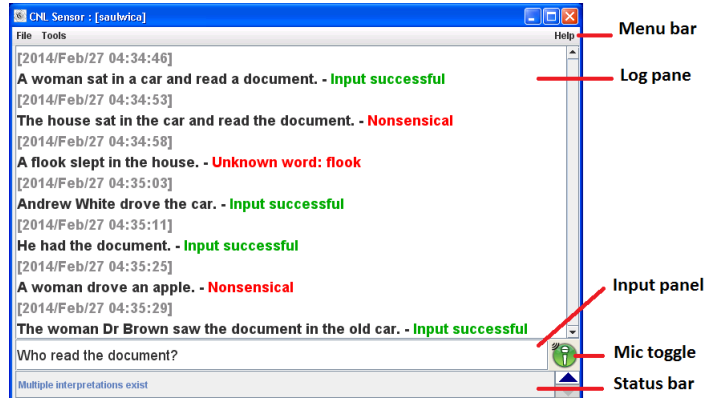 CNL Sensor : [saulwica]
File Tools Help
Menu bar
[2014/Feb/27 04:34:46]
A woman sat in a car and read a document. - Input successful
Log pane
[2014/Feb/27 04:34:53]
The house sat in the car and read the document. - Nonsensical
[2014/Feb/27 04:34:58]
A flook slept in the house. - Unknown word: flook
[2014/Feb/27 04:35:03]
Andrew White drove the car. - Input successful
[2014/Feb/27 04:35:11]
He had the document. - Input successful
[2014/Feb/27 04:35:25]
A woman drove an apple. - Nonsensical
Input panel
[2014/Feb/27 04:35:29]
The woman Dr Brown saw the document in the old car. - Input successful
Who read the document?
Mic toggle
Multiple interpretations exist
Status bar